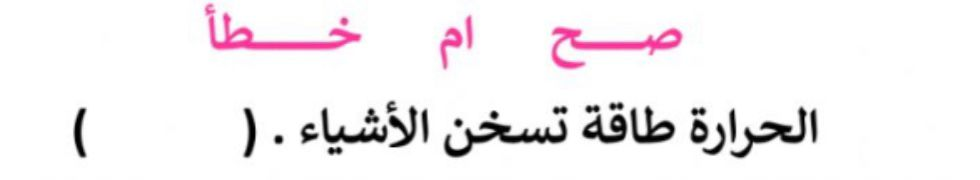 صح ام خطأ
الحرارة طاقة تسخن الأشياء . ( )